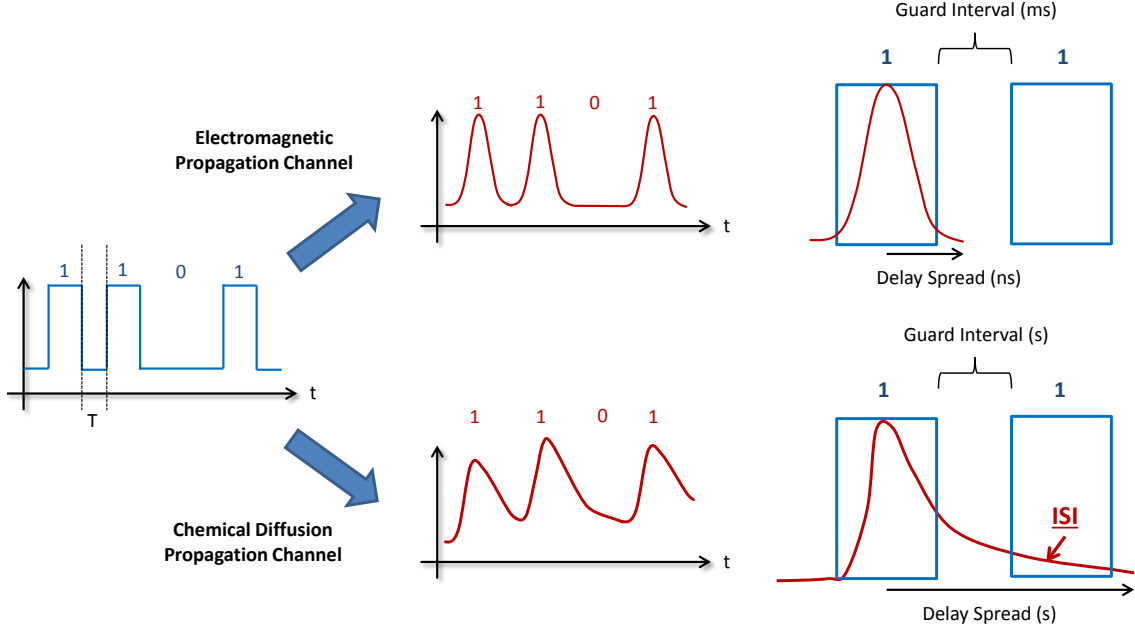 Guard Interval (ms)
1 1
1 1 0 1
Electromagnetic
Propagation Channel
t
Delay Spread (ns)
1 1 0 1
t
T
Guard Interval (s)
1 1
1 1 0 1
ISI
Chemical Diffusion
Propagation Channel
t
Delay Spread (s)